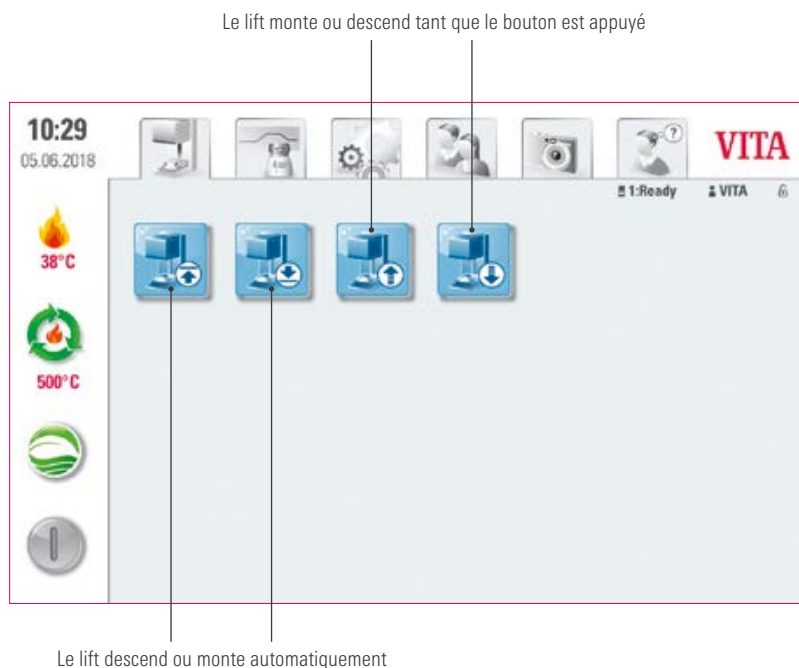 Le lift monte ou descend tant que le bouton est appuyé
10:29
05.06.2018
?
VITA
1:Ready
VITA
38°C
500°C
Le lift descend ou monte automatiquement